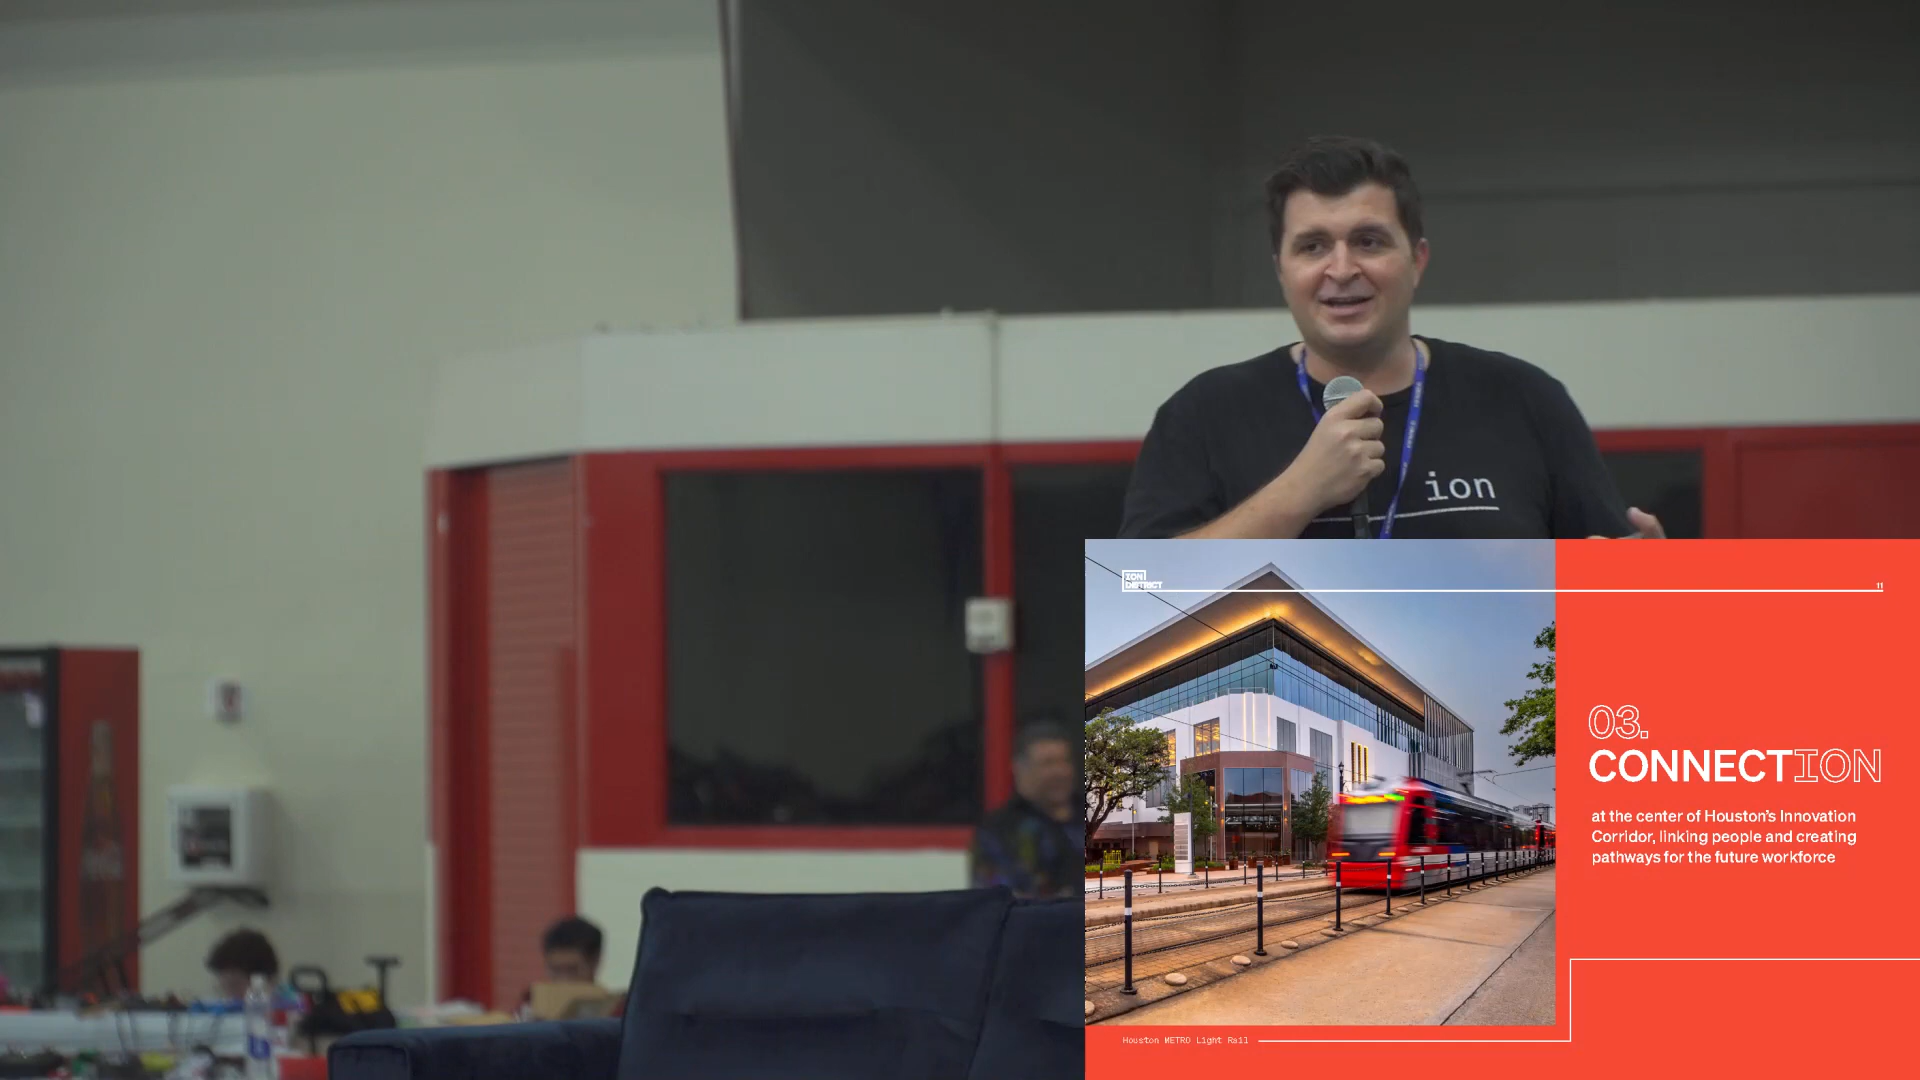 ion
ION
DISTRICT
11
03.
CONNECTION
at the center of Houston's Innovation
Corridor, linking people and creating
pathways for the future workforce
Houston METRO Light Rail